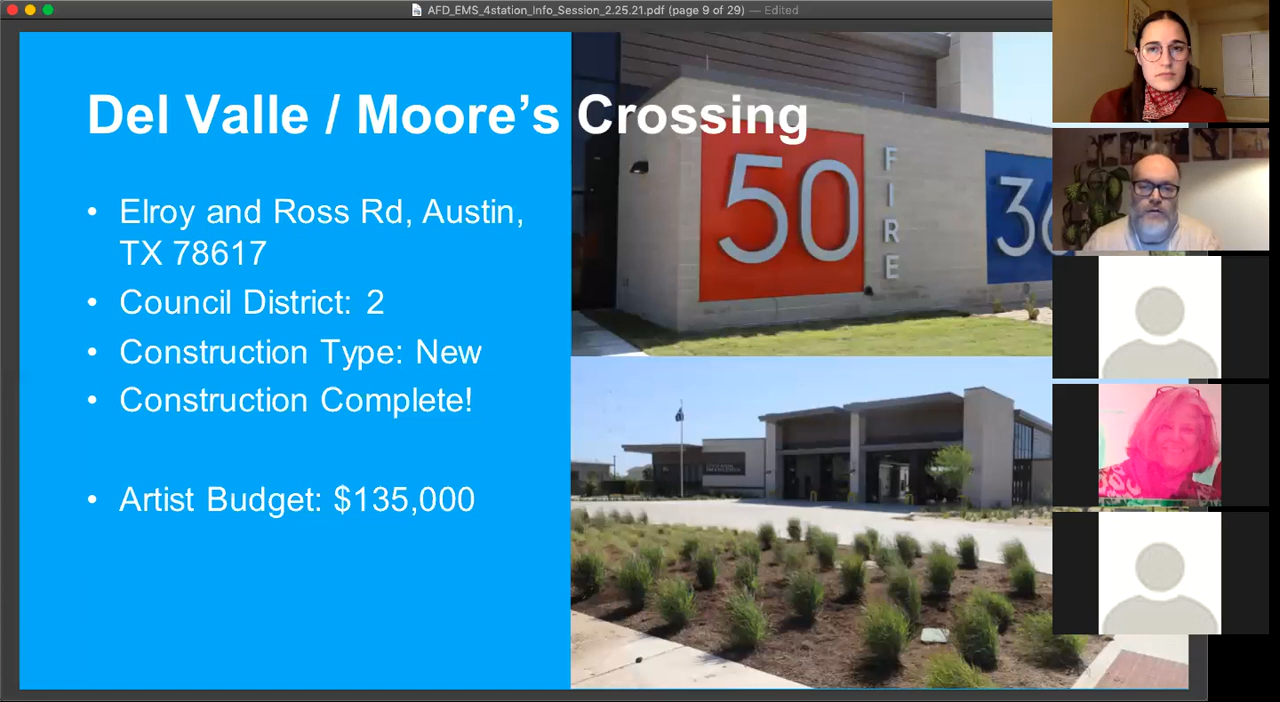 AFD_EMS_4station_Info_Session_2.25.21.pdf (page 9 of 29) — Edited
Del Valle / Moore’s Crossing
• Elroy and Ross Rd, Austin,
TX 78617
• Council District: 2
• Construction Type: New
• Construction Complete!
• Artist Budget: $135,000
50
FIRE
36